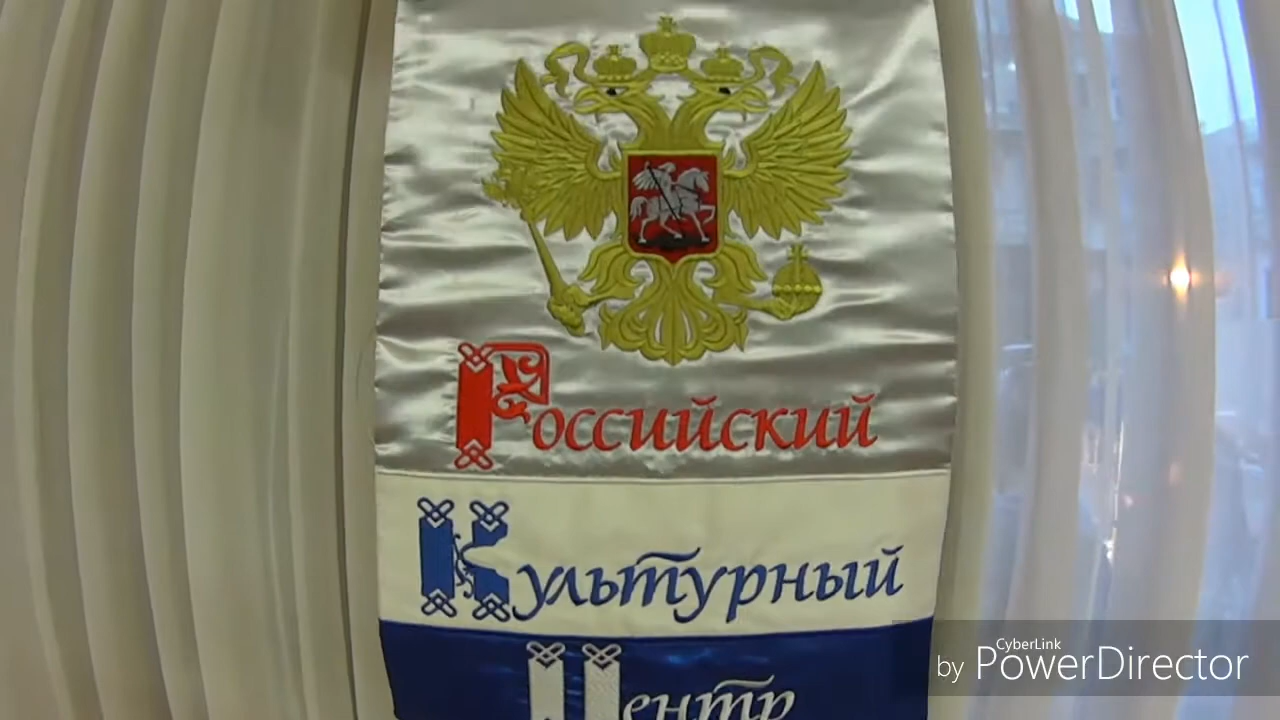 Российский
Культурный
Центр
CyberLink
by PowerDirector